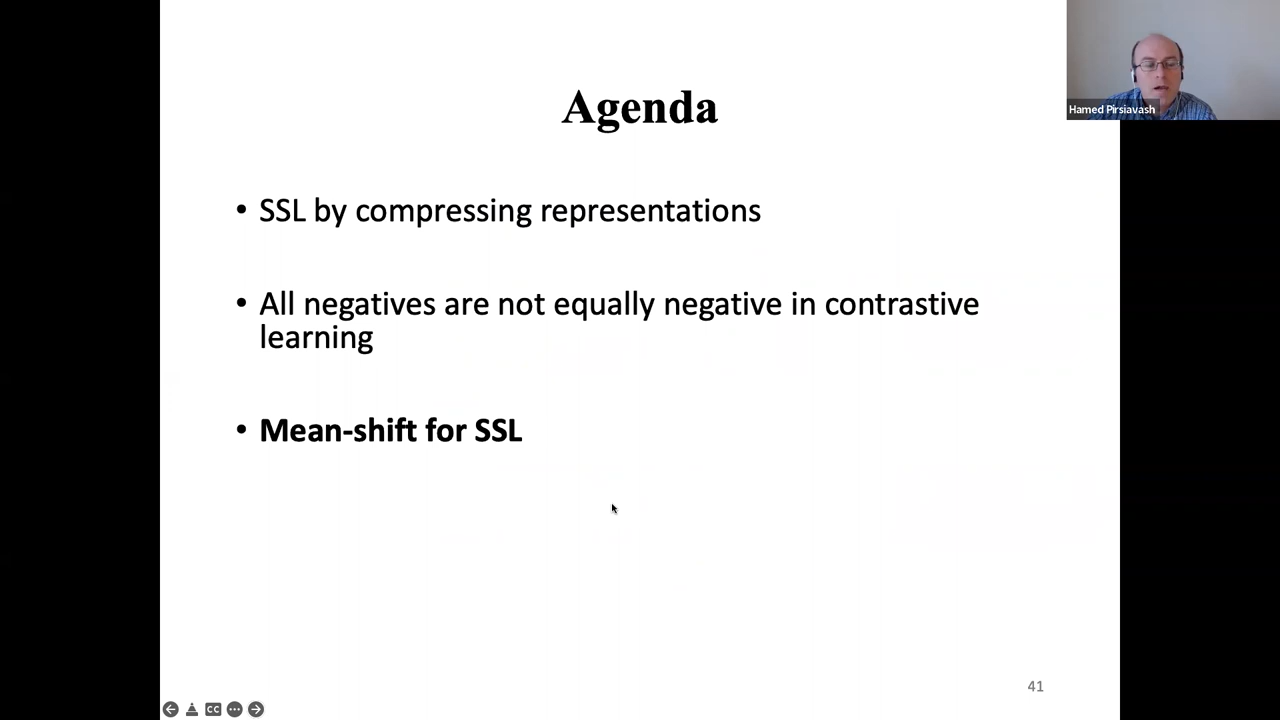 Agenda
Hamed Pirsiavash
• SSL by compressing representations
• All negatives are not equally negative in contrastive
learning
• Mean-shift for SSL
41
CC